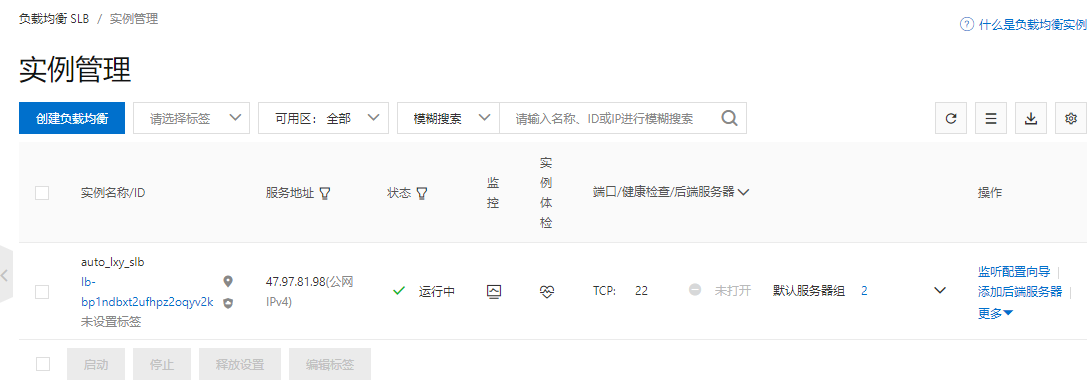 负载均衡 SLB / 实例管理
什么是负载均衡实例
实例管理
创建负载均衡 请选择标签 可用区： 全部 模糊搜索 请输入名称、ID或IP进行模糊搜索
实例名称/ID 服务地址 状态 监控 实例体检 端口/健康检查/后端服务器 操作
auto_lxy_slb
lb-
bp1ndbxt2ufhpz2oqyv2k
未设置标签
47.97.81.98(公网
IPv4)
运行中
TCP: 22 未打开 默认服务器组 2
监听配置向导
添加后端服务器
更多
启动 停止 释放设置 编辑标签